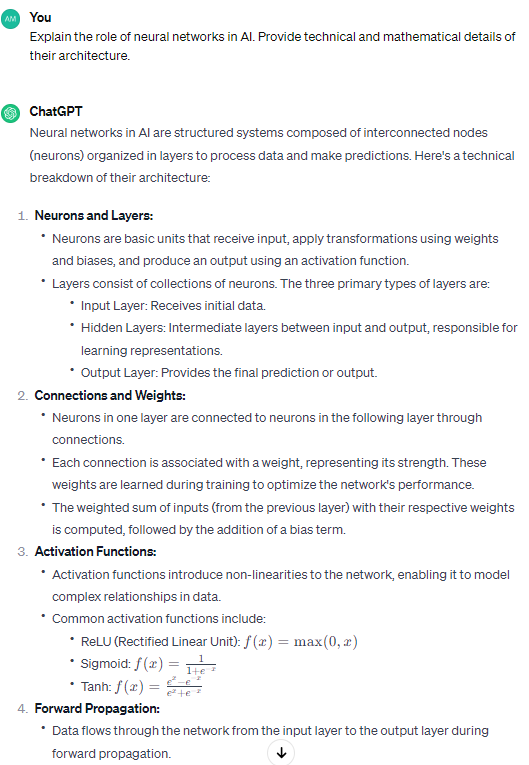 AM You
Explain the role of neural networks in AI. Provide technical and mathematical details of
their architecture.
ChatGPT
Neural networks in AI are structured systems composed of interconnected nodes
(neurons) organized in layers to process data and make predictions. Here's a technical
breakdown of their architecture:
1. Neurons and Layers:
• Neurons are basic units that receive input, apply transformations using weights
and biases, and produce an output using an activation function.
• Layers consist of collections of neurons. The three primary types of layers are:
• Input Layer: Receives initial data.
• Hidden Layers: Intermediate layers between input and output, responsible for
learning representations.
• Output Layer: Provides the final prediction or output.
2. Connections and Weights:
• Neurons in one layer are connected to neurons in the following layer through
connections.
• Each connection is associated with a weight, representing its strength. These
weights are learned during training to optimize the network's performance.
• The weighted sum of inputs (from the previous layer) with their respective weights
is computed, followed by the addition of a bias term.
3. Activation Functions:
• Activation functions introduce non-linearities to the network, enabling it to model
complex relationships in data.
• Common activation functions include:
• ReLU (Rectified Linear Unit): f(x) = max(0, x)
• Sigmoid: f(x) = 1/(1+e^-x)
• Tanh: f(x) = (e^x−e^-x)/(e^x+e^-x)
4. Forward Propagation:
• Data flows through the network from the input layer to the output layer during
forward propagation.